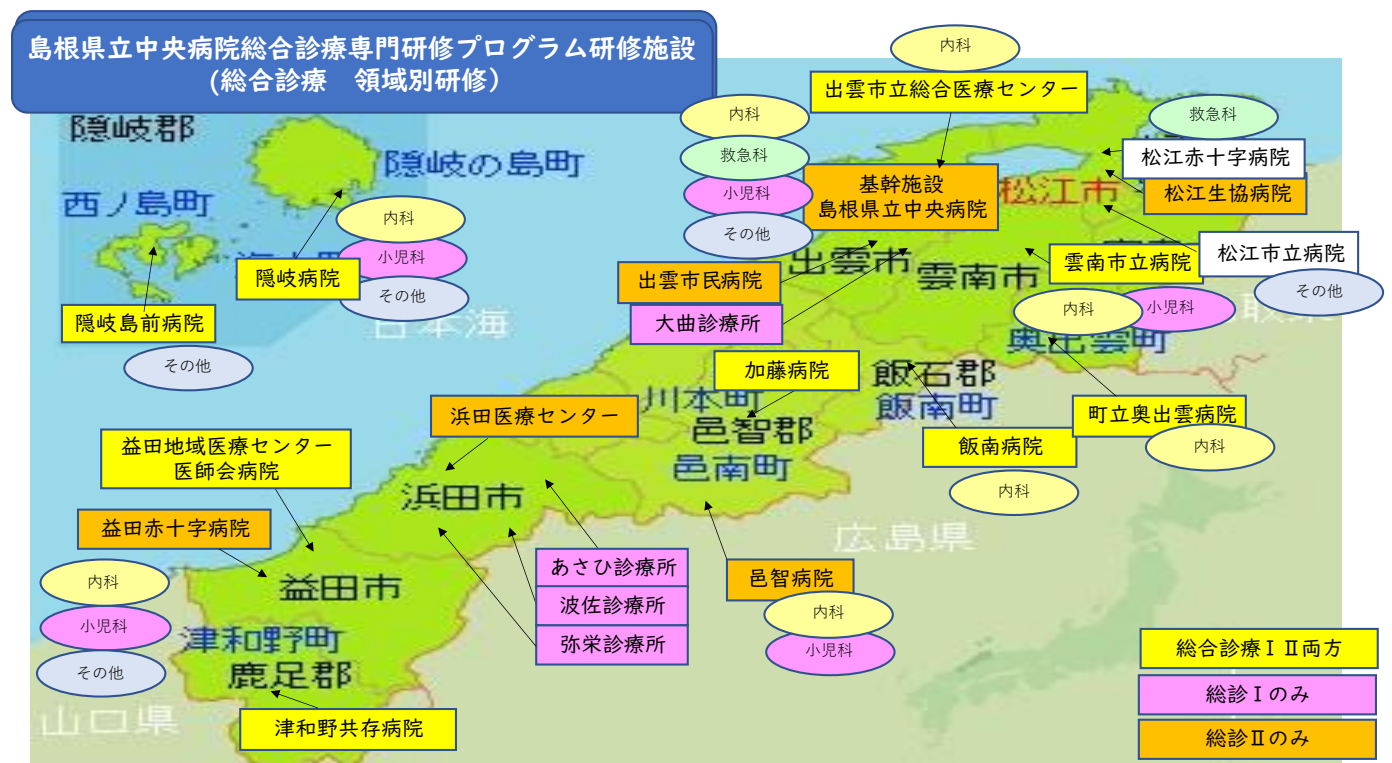 島根県立中央病院総合診療専門研修プログラム研修施設
(総合診療　領域別研修）
内科
出雲市立総合医療センター
内科
救急科
小児科
その他
基幹施設
島根県立中央病院
救急科
松江赤十字病院
松江生協病院
松江市
松江市立病院
その他
隠岐郡
隠岐の島町
西ノ島町
隠岐病院
内科
小児科
その他
隠岐島前病院
その他
日本海
出雲市民病院
大曲診療所
出雲市
雲南市
雲南市立病院
内科
小児科
奥出雲町
加藤病院
飯石郡
飯南町
川本町
邑智郡
邑南町
町立奥出雲病院
内科
飯南病院
内科
浜田医療センター
浜田市
益田地域医療センター
医師会病院
益田赤十字病院
内科
小児科
その他
益田市
津和野町
鹿足郡
津和野共存病院
あさひ診療所
波佐診療所
弥栄診療所
邑智病院
内科
小児科
広島県
山口県
総合診療ⅠⅡ両方
総診Ⅰのみ
総診Ⅱのみ